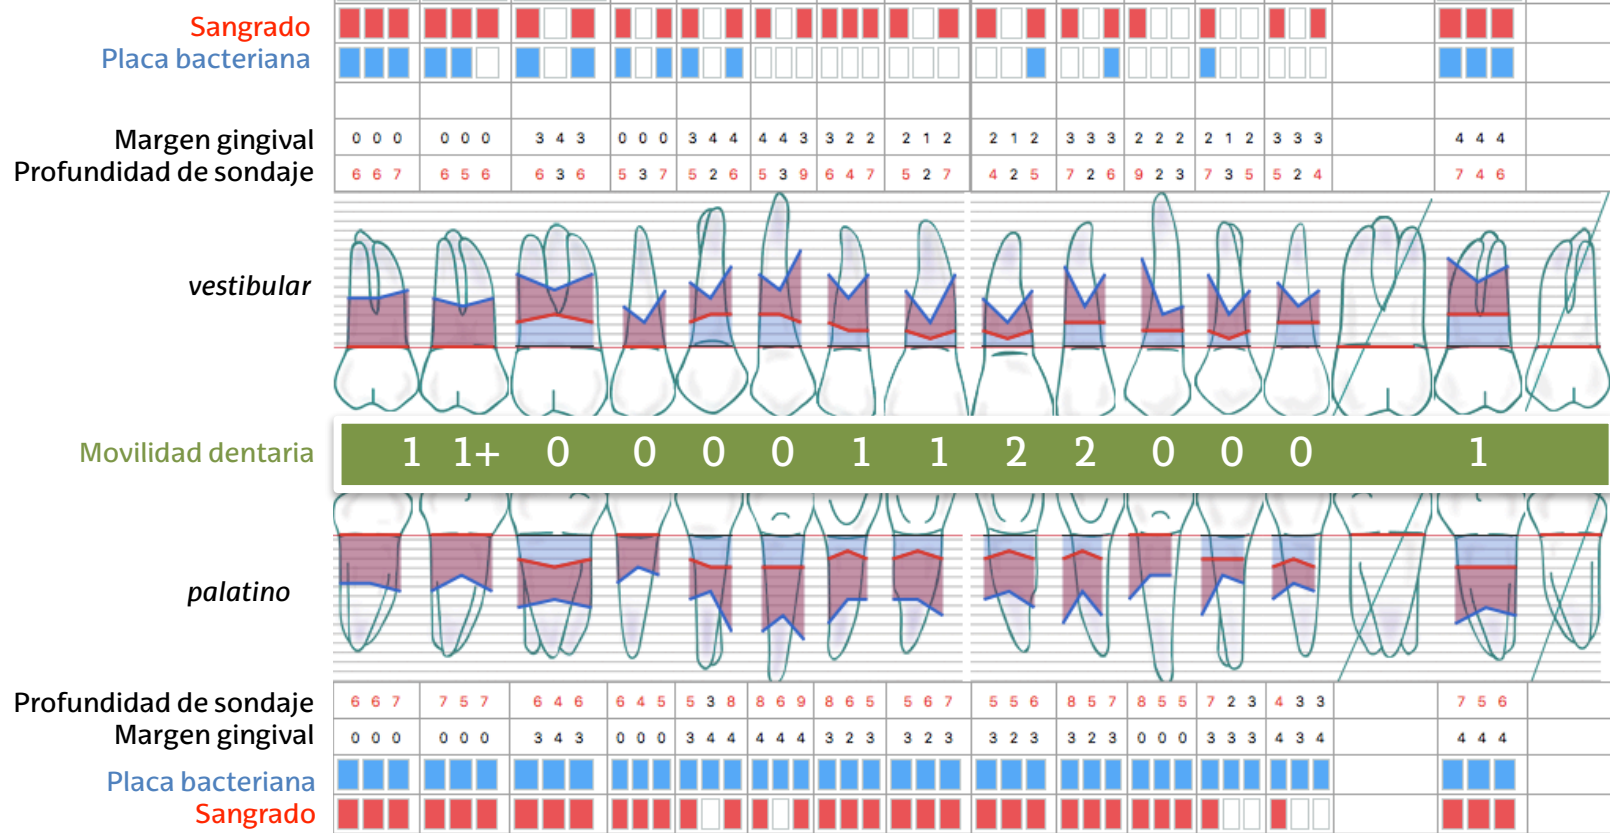 Sangrado
Placa bacteriana
Margen gingival 0 0 0 0 0 0 3 4 3 0 0 0 3 4 4 4 4 3 3 2 2 2 1 2 2 1 2 3 3 3 2 2 2 2 1 2 3 3 3 4 4 4
Profundidad de sondaje 6 6 7 6 5 6 6 3 6 5 3 7 5 2 6 5 3 9 6 4 7 5 2 7 4 2 5 7 2 6 9 2 3 7 3 5 5 2 4 7 4 6
vestibular
Movilidad dentaria 1 1+ 0 0 0 0 1 1 2 2 0 0 0 1
palatino
Profundidad de sondaje 6 6 7 7 5 7 6 4 6 6 4 5 5 3 8 8 6 9 8 6 5 5 6 7 5 5 6 8 5 7 8 5 5 7 2 3 4 3 3 7 5 6
Margen gingival 0 0 0 0 0 0 3 4 3 0 0 0 3 4 4 4 4 4 3 2 3 3 2 3 3 2 3 3 2 3 0 0 0 3 3 3 4 3 4 4 4 4
Placa bacteriana
Sangrado